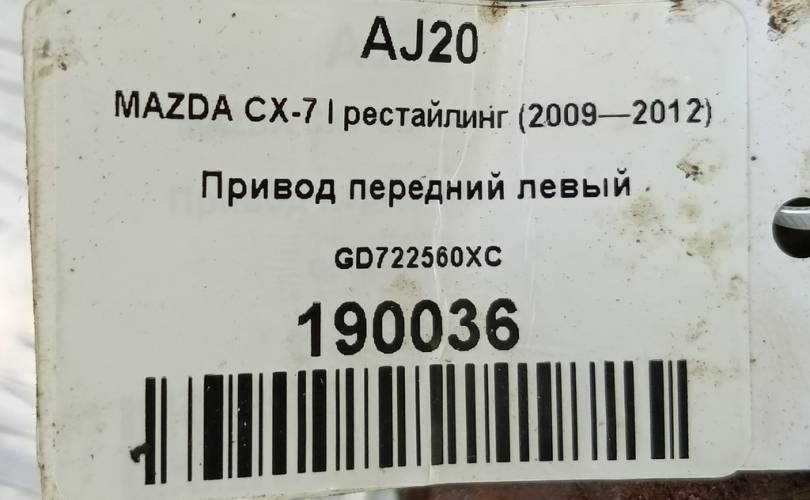 AJ20
MAZDA CX-7 I рестайлинг (2009—2012)
Привод передний левый
GD722560XC
190036